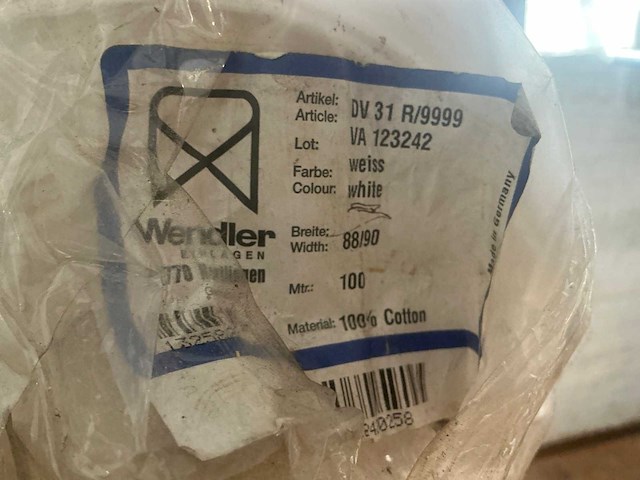 Artikel:
Article: DV 31 R/9999
Lot: VA 123242
Farbe: weiss
Colour: white
Wendler
EINLAGEN
Breite:
Width: 88/90
Mtr.: 100
Material: 100% Cotton
Made in Germany
240258